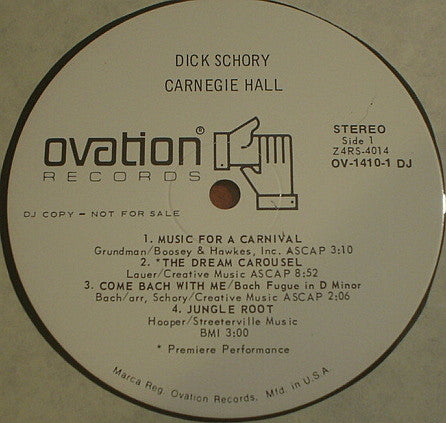 DICK SCHORY
CARNEGIE HALL
ovation®
RECORDS
STEREO
Side 1
Z4RS-4014
OV-1410-1 DJ
DJ COPY - NOT FOR SALE
1. MUSIC FOR A CARNIVAL
Grundman/Boosey & Hawkes, Inc. ASCAP 3:10
2. *THE DREAM CAROUSEL
Lauer/Creative Music ASCAP 8:52
3. COME BACH WITH ME/Bach Fugue in D Minor
Bach/arr, Schory/Creative Music ASCAP 2:06
4. JUNGLE ROOT
Hooper/Streeterville Music
BMI 3:00
* Premiere Performance
Marca Reg. Ovation Records, Mfd. in U.S.A.